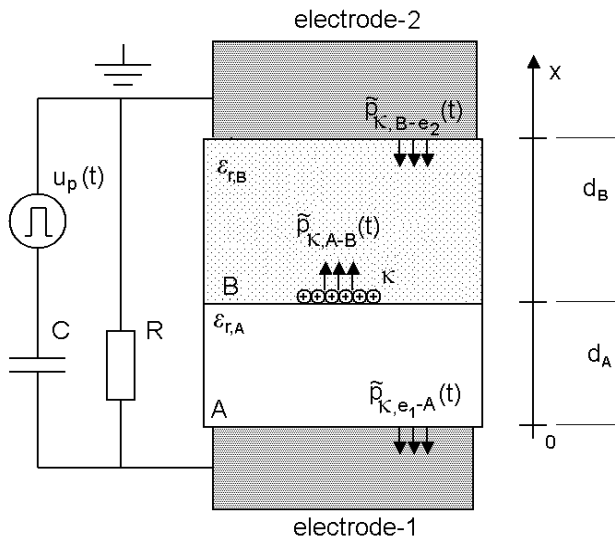 electrode-2
x
p̃κ,B-e₂(t)
εr,B
uₚ(t)
dB
p̃κ,A-B(t)
κ
B
C
R
εr,A
dA
p̃κ,e₁-A(t)
A
0
electrode-1